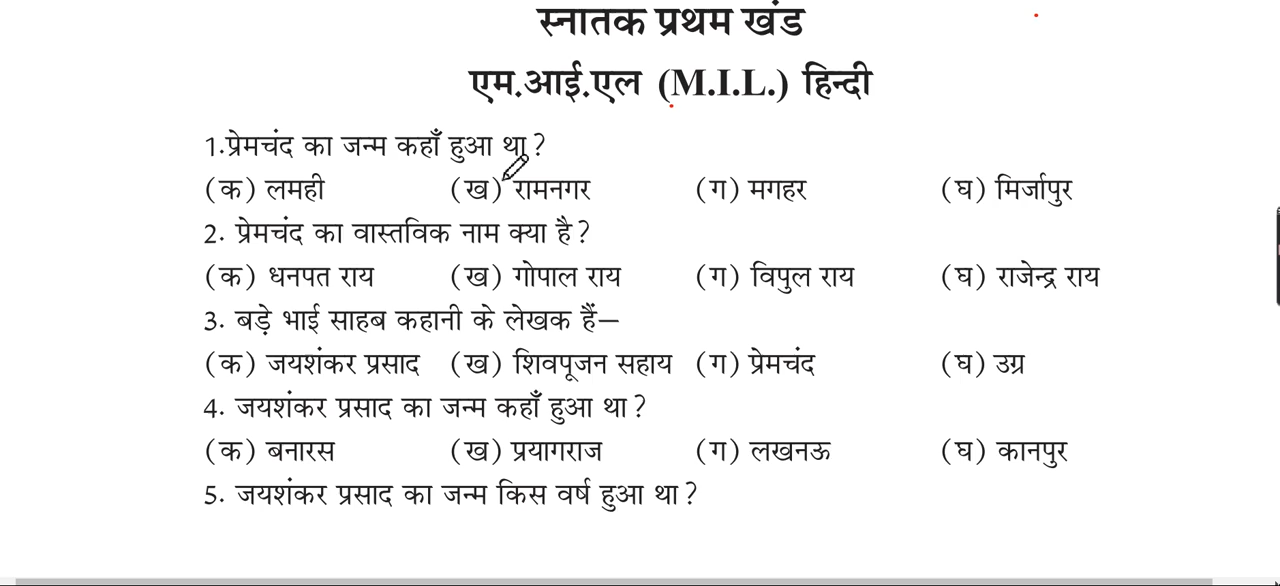 स्नातक प्रथम खंड
एम.आई.एल (M.I.L.) हिन्दी
1.प्रेमचंद का जन्म कहाँ हुआ था?
(क) लमही (ख) रामनगर (ग) मगहर (घ) मिर्जापुर
2. प्रेमचंद का वास्तविक नाम क्या है?
(क) धनपत राय (ख) गोपाल राय (ग) विपुल राय (घ) राजेन्द्र राय
3. बड़े भाई साहब कहानी के लेखक हैं—
(क) जयशंकर प्रसाद (ख) शिवपूजन सहाय (ग) प्रेमचंद (घ) उग्र
4. जयशंकर प्रसाद का जन्म कहाँ हुआ था?
(क) बनारस (ख) प्रयागराज (ग) लखनऊ (घ) कानपुर
5. जयशंकर प्रसाद का जन्म किस वर्ष हुआ था?